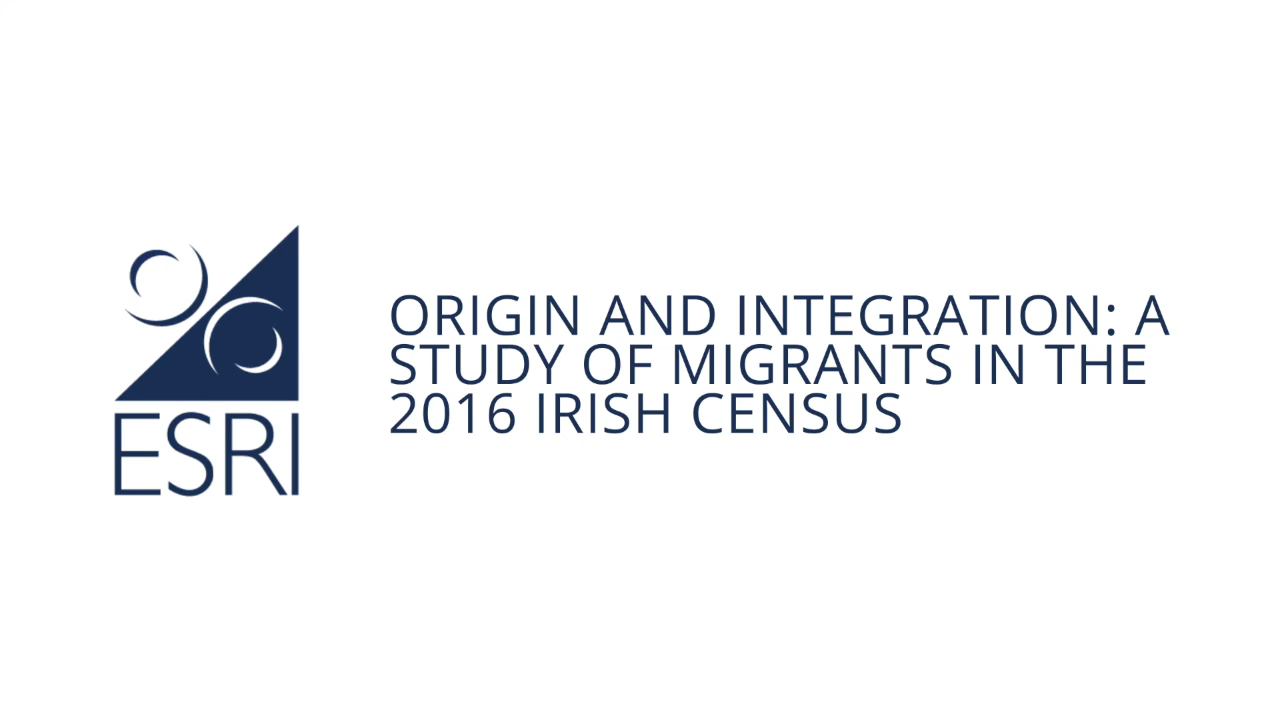 ESRI
ORIGIN AND INTEGRATION: A
STUDY OF MIGRANTS IN THE
2016 IRISH CENSUS